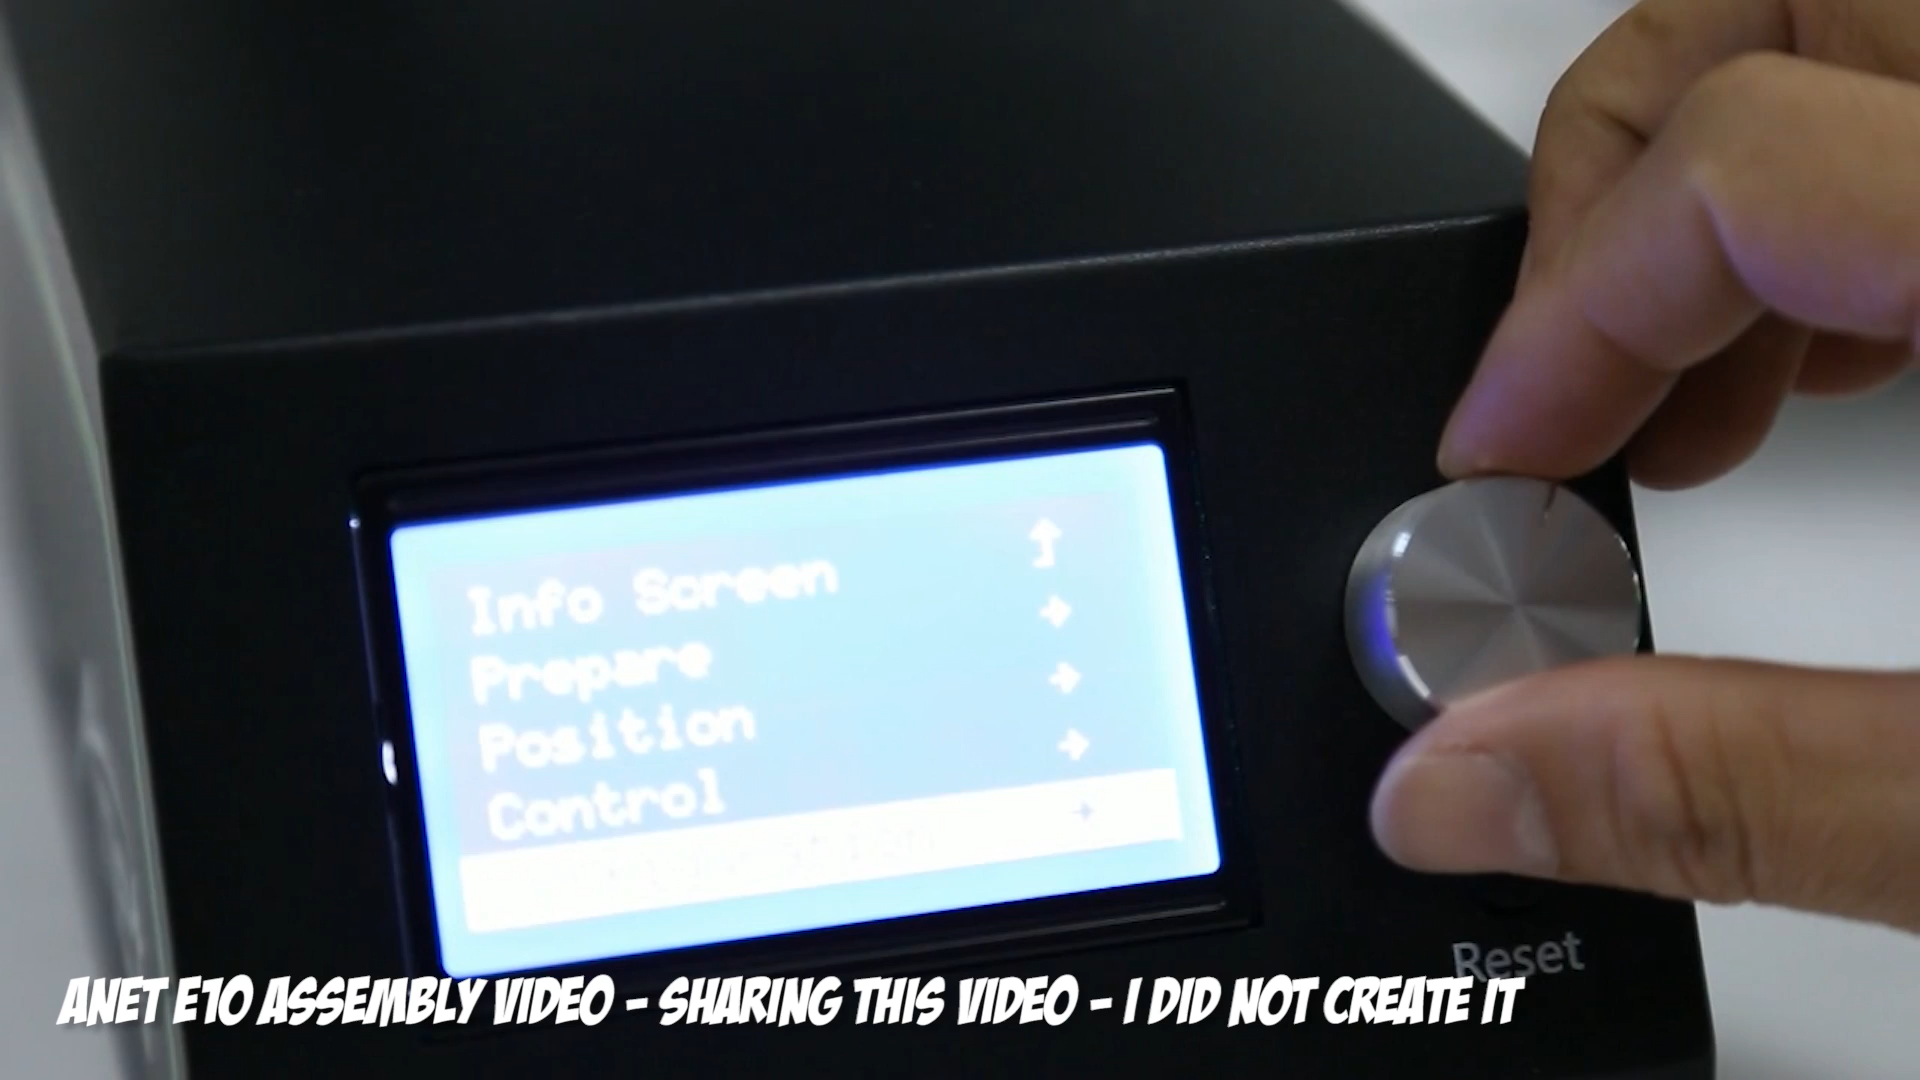 Info Screen
Prepare
Position
Control
Reset
ANET E10 ASSEMBLY VIDEO - SHARING THIS VIDEO - I DID NOT CREATE IT